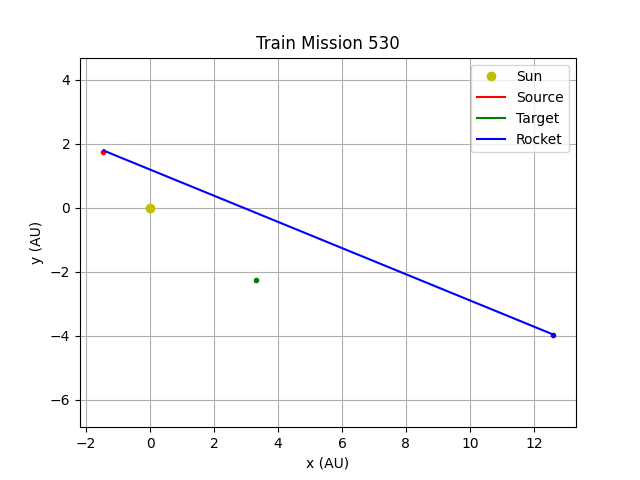 Train Mission 530
Sun
Source
Target
Rocket
4
2
0
−2
−4
−6
y (AU)
−2
0
2
4
6
8
10
12
x (AU)